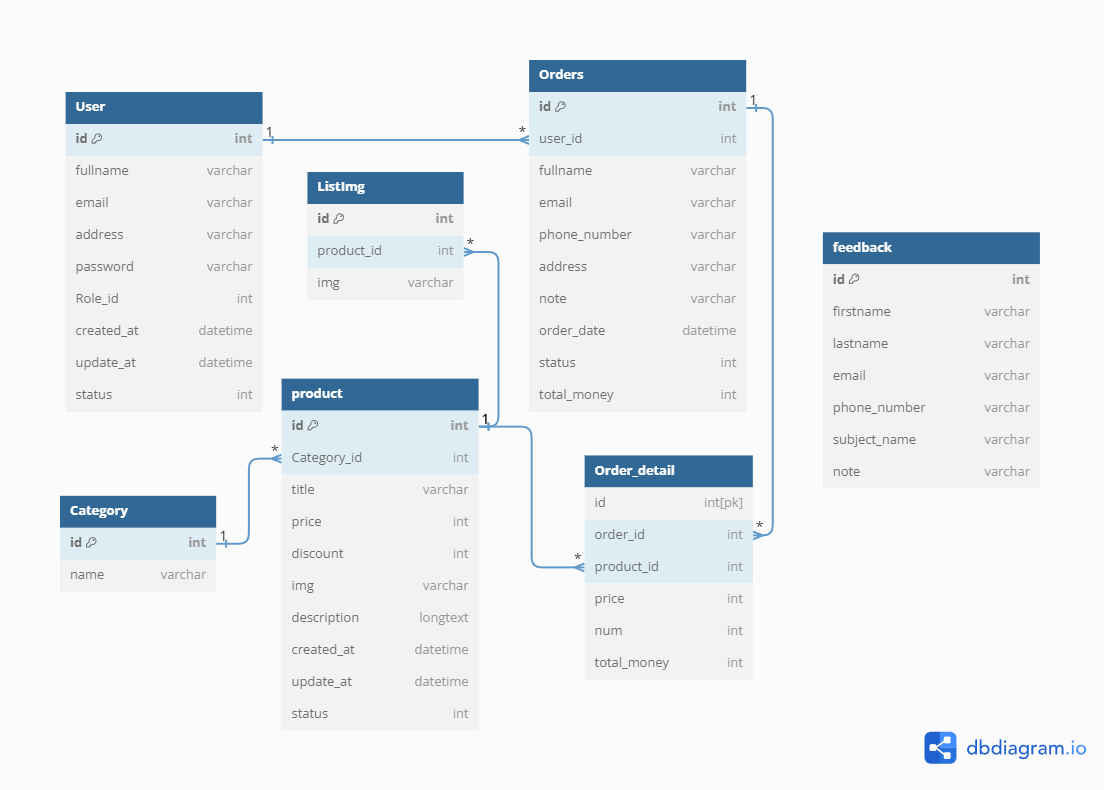 User
id int
fullname varchar
email varchar
address varchar
password varchar
Role_id int
created_at datetime
update_at datetime
status int
1
*
ListImg
id int
product_id int
img varchar
*
Orders
id int
user_id int
fullname varchar
email varchar
phone_number varchar
address varchar
note varchar
order_date datetime
status int
total_money int
1
feedback
id int
firstname varchar
lastname varchar
email varchar
phone_number varchar
subject_name varchar
note varchar
product
id int
Category_id int
title varchar
price int
discount int
img varchar
description longtext
created_at datetime
update_at datetime
status int
1
*
Category
id int
name varchar
1
Order_detail
id int[pk]
order_id int
product_id int
price int
num int
total_money int
*
*
dbdiagram.io